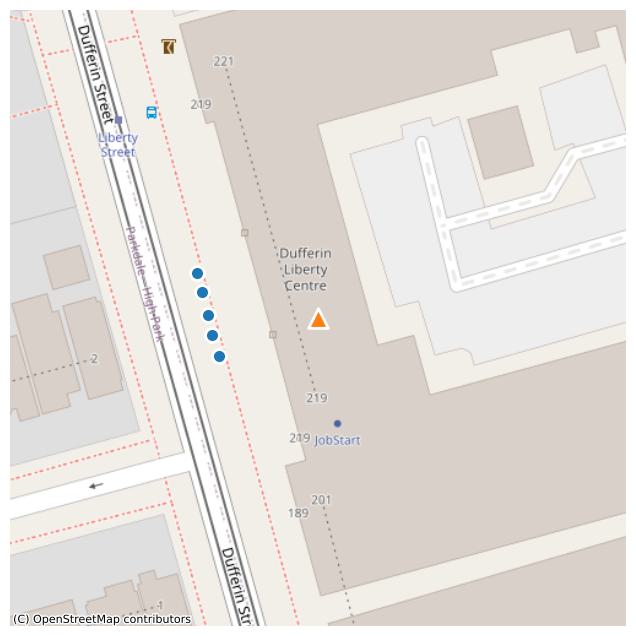 Dufferin Street
221
219
Liberty
Street
Parkdale—High Park
Dufferin
Liberty
Centre
2
219
219
JobStart
201
189
Dufferin Str
1
(C) OpenStreetMap contributors